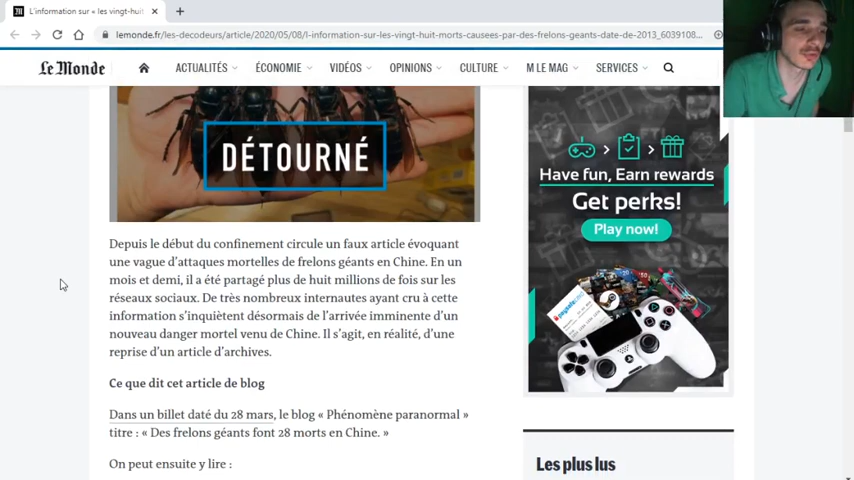 L'information sur « les vingt-hui
lemonde.fr/les-decodeurs/article/2020/05/08/l-information-sur-les-vingt-huit-morts-causees-par-des-frelons-geants-date-de-2013_6039108...
Le Monde
ACTUALITÉS
ÉCONOMIE
VIDÉOS
OPINIONS
CULTURE
M LE MAG
SERVICES
DÉTOURNÉ
Have fun, Earn rewards
Get perks!
Play now!
Depuis le début du confinement circule un faux article évoquant
une vague d'attaques mortelles de frelons géants en Chine. En un
mois et demi, il a été partagé plus de huit millions de fois sur les
réseaux sociaux. De très nombreux internautes ayant cru à cette
information s'inquiètent désormais de l'arrivée imminente d'un
nouveau danger mortel venu de Chine. Il s'agit, en réalité, d'une
reprise d'un article d'archives.
Ce que dit cet article de blog
Dans un billet daté du 28 mars, le blog « Phénomène paranormal »
titre : « Des frelons géants font 28 morts en Chine. »
On peut ensuite y lire :
Les plus lus